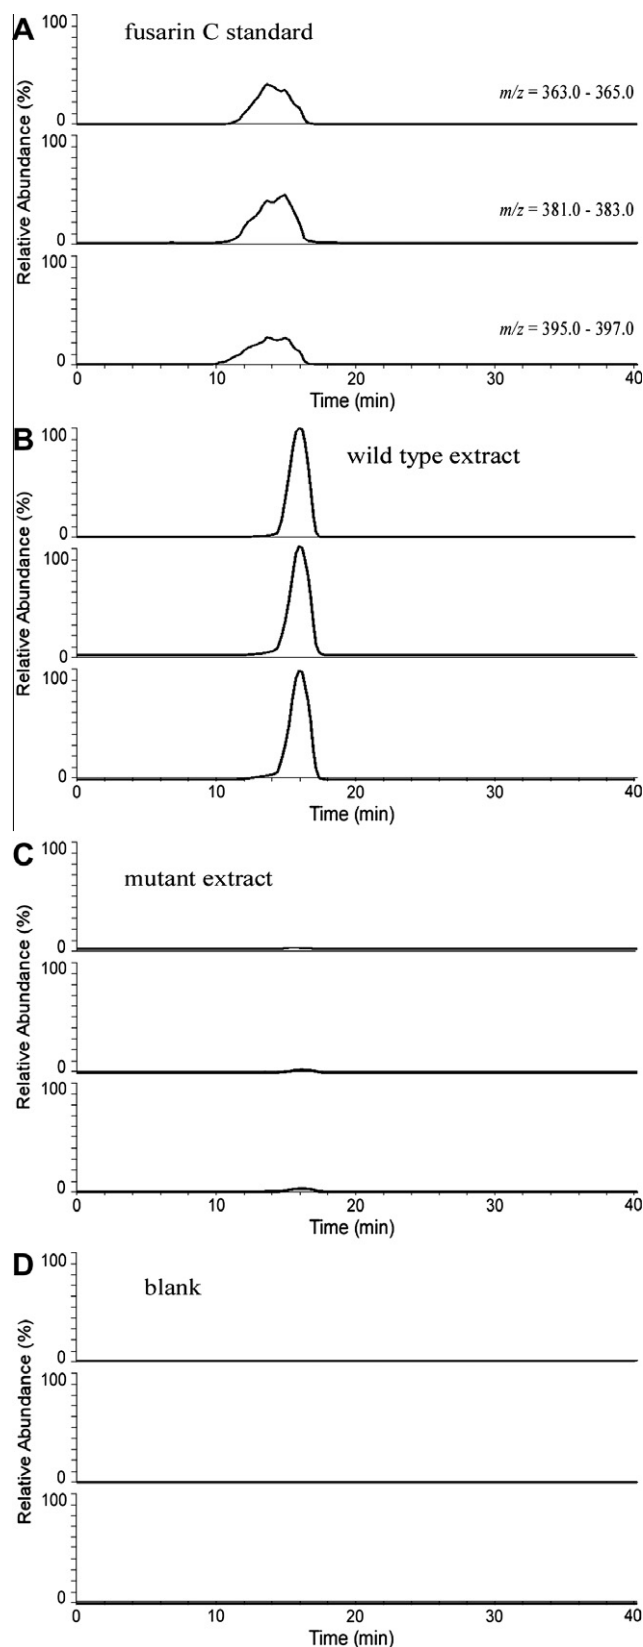 A
fusarin C standard
Relative Abundance (%)
100
0
m/z = 363.0 - 365.0
100
0
m/z = 381.0 - 383.0
100
0
m/z = 395.0 - 397.0
0 10 20 30 40
Time (min)
B
wild type extract
Relative Abundance (%)
100
0
100
0
100
0
0 10 20 30 40
Time (min)
C
mutant extract
Relative Abundance (%)
100
0
100
0
100
0
0 10 20 30 40
Time (min)
D
blank
Relative Abundance (%)
100
0
100
0
100
0
0 10 20 30 40
Time (min)